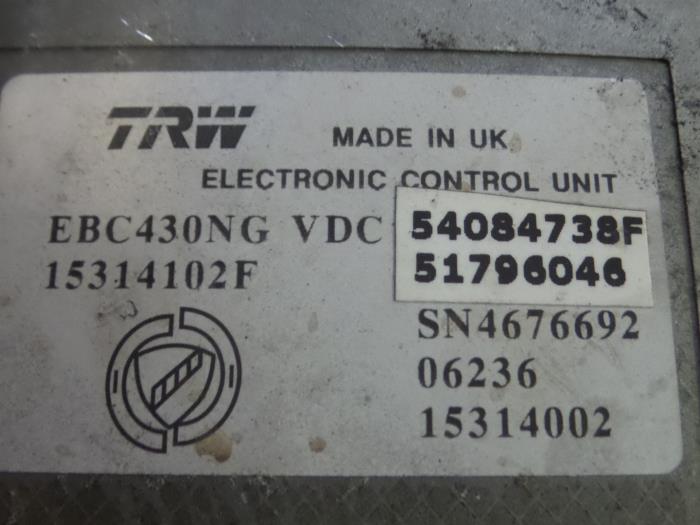 TRW MADE IN UK
ELECTRONIC CONTROL UNIT
EBC430NG VDC 54084738F
15314102F 51796046
SN4676692
06236
15314002